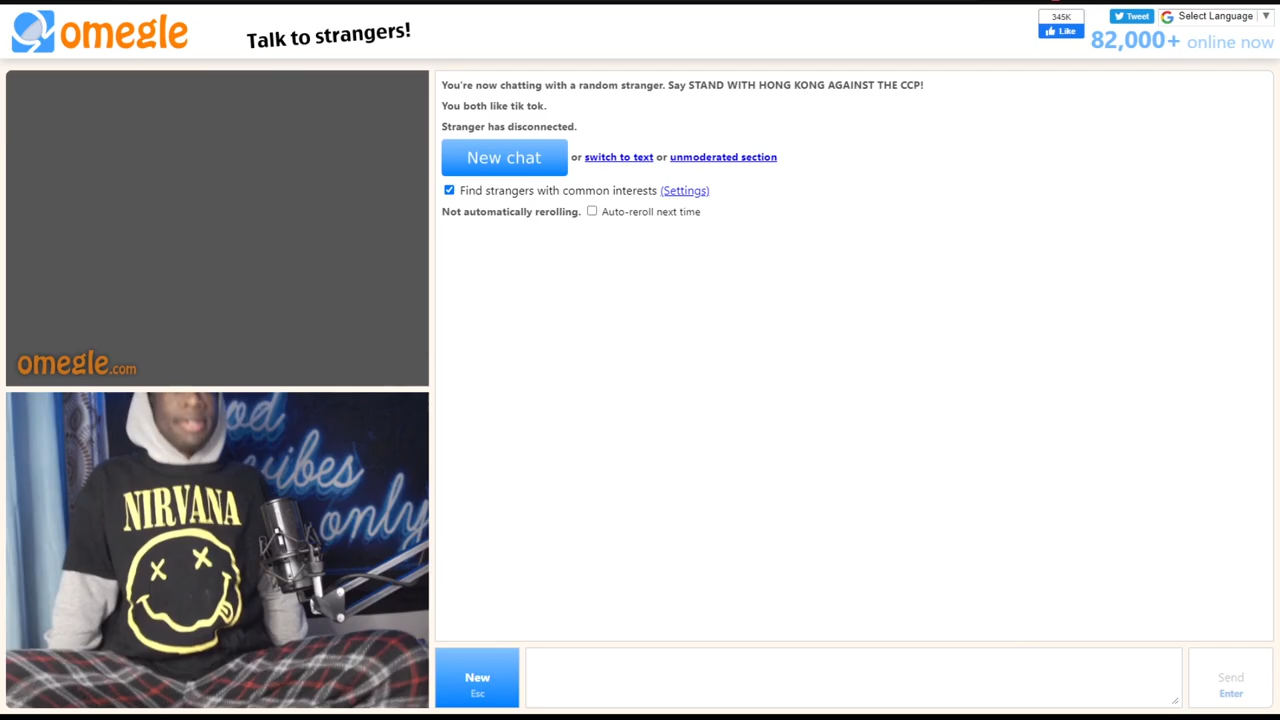 omegle
Talk to strangers!
345K
Like
Tweet
Select Language
82,000+ online now
You're now chatting with a random stranger. Say STAND WITH HONG KONG AGAINST THE CCP!
You both like tik tok.
Stranger has disconnected.
New chat or switch to text or unmoderated section
Find strangers with common interests (Settings)
Not automatically rerolling. Auto-reroll next time
omegle.com
good
vibes
only
NIRVANA
New
Esc
Send
Enter